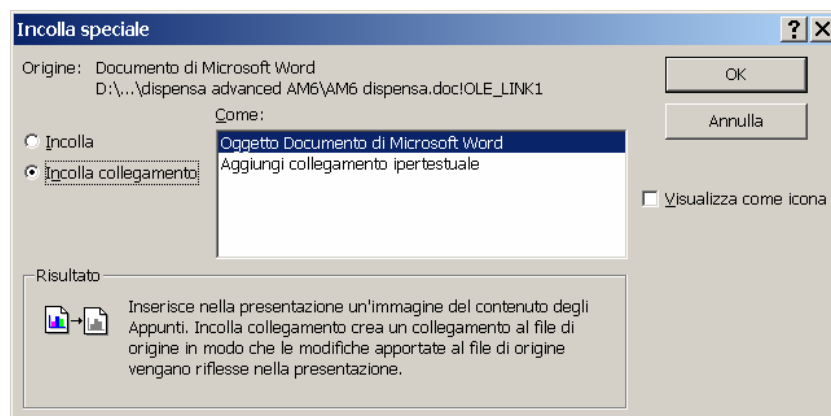 Incolla speciale
Origine: Documento di Microsoft Word
D:\...\dispensa advanced AM6\AM6 dispensa.doc!OLE_LINK1
OK
Annulla
Come:
Incolla
Incolla collegamento
Oggetto Documento di Microsoft Word
Aggiungi collegamento ipertestuale
Visualizza come icona
Risultato
Inserisce nella presentazione un'immagine del contenuto degli
Appunti. Incolla collegamento crea un collegamento al file di
origine in modo che le modifiche apportate al file di origine
vengano riflesse nella presentazione.